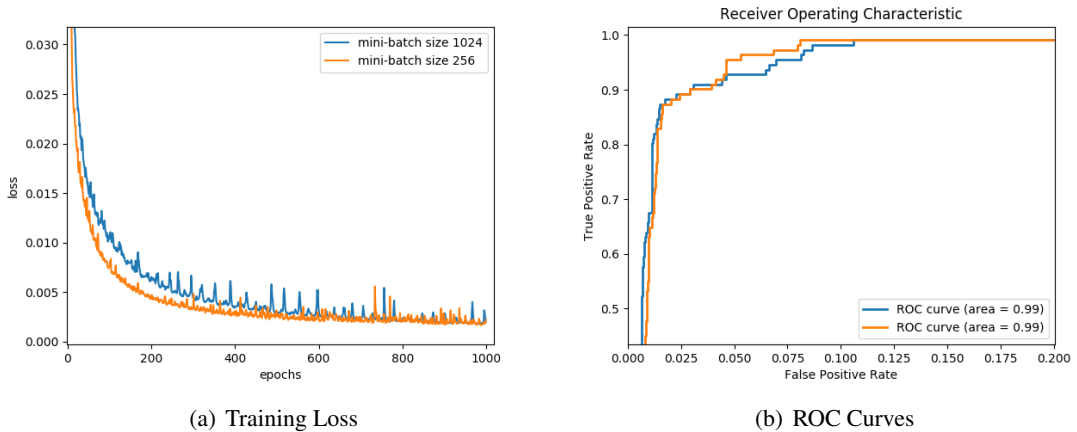 mini-batch size 1024
mini-batch size 256
0.030
0.025
0.020
0.015
0.010
0.005
0.000
loss
0
200
400
600
800
1000
epochs
(a) Training Loss
Receiver Operating Characteristic
1.0
0.9
0.8
0.7
0.6
0.5
True Positive Rate
ROC curve (area = 0.99)
ROC curve (area = 0.99)
0.000
0.025
0.050
0.075
0.100
0.125
0.150
0.175
0.200
False Positive Rate
(b) ROC Curves